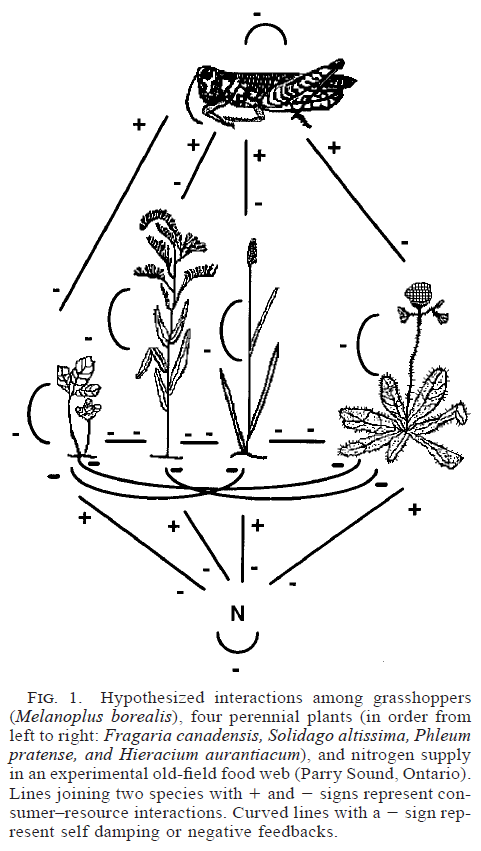 N
FIG. 1. Hypothesized interactions among grasshoppers
(Melanoplus borealis), four perennial plants (in order from
left to right: Fragaria canadensis, Solidago altissima, Phleum
pratense, and Hieracium aurantiacum), and nitrogen supply
in an experimental old-field food web (Parry Sound, Ontario).
Lines joining two species with + and − signs represent con-
sumer–resource interactions. Curved lines with a − sign rep-
resent self damping or negative feedbacks.